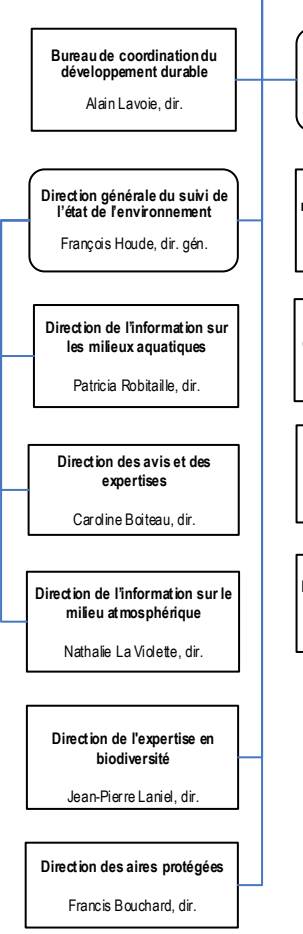 Bureau de coordination du
développement durable
Alain Lavoie, dir.
Direction générale du suivi de
l'état de l'environnement
François Houde, dir. gén.
Direction de l'information sur
les milieux aquatiques
Patricia Robitaille, dir.
Direction des avis et des
expertises
Caroline Boiteau, dir.
Direction de l'information sur le
milieu atmosphérique
Nathalie La Violette, dir.
Direction de l'expertise en
biodiversité
Jean-Pierre Laniel, dir.
Direction des aires protégées
Francis Bouchard, dir.